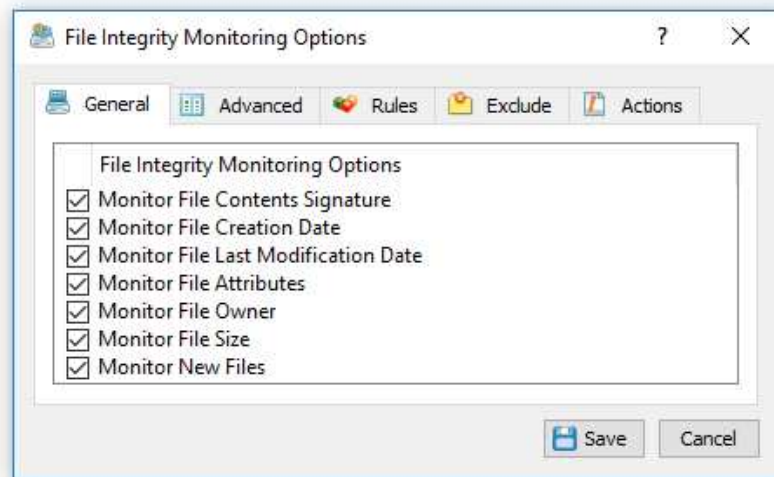 File Integrity Monitoring Options ?
General Advanced Rules Exclude Actions
File Integrity Monitoring Options
Monitor File Contents Signature
Monitor File Creation Date
Monitor File Last Modification Date
Monitor File Attributes
Monitor File Owner
Monitor File Size
Monitor New Files
Save Cancel